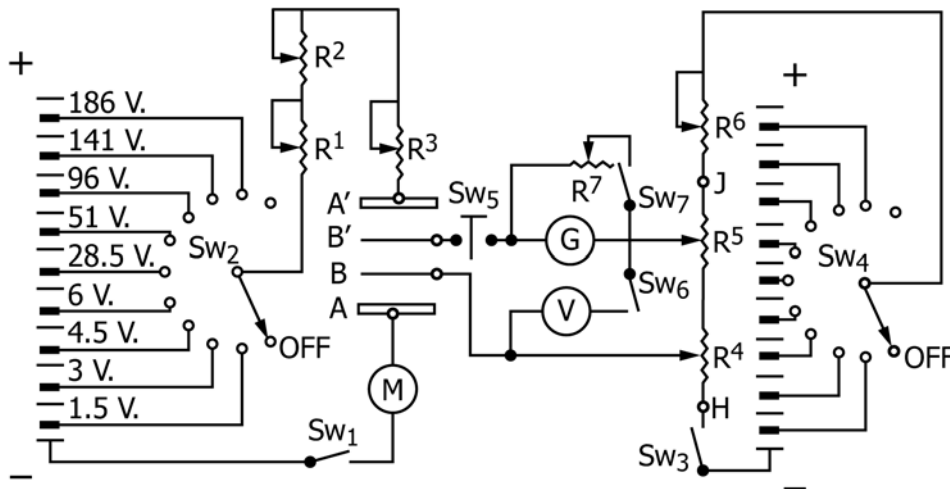 +
186 V.
141 V.
96 V.
51 V.
28.5 V.
6 V.
4.5 V.
3 V.
1.5 V.
−
Sw2
OFF
Sw1
R2
R1
R3
A′
B′
B
A
M
Sw5
R7
G
V
Sw7
Sw6
R6
J
R5
R4
H
Sw3
+
Sw4
OFF
−